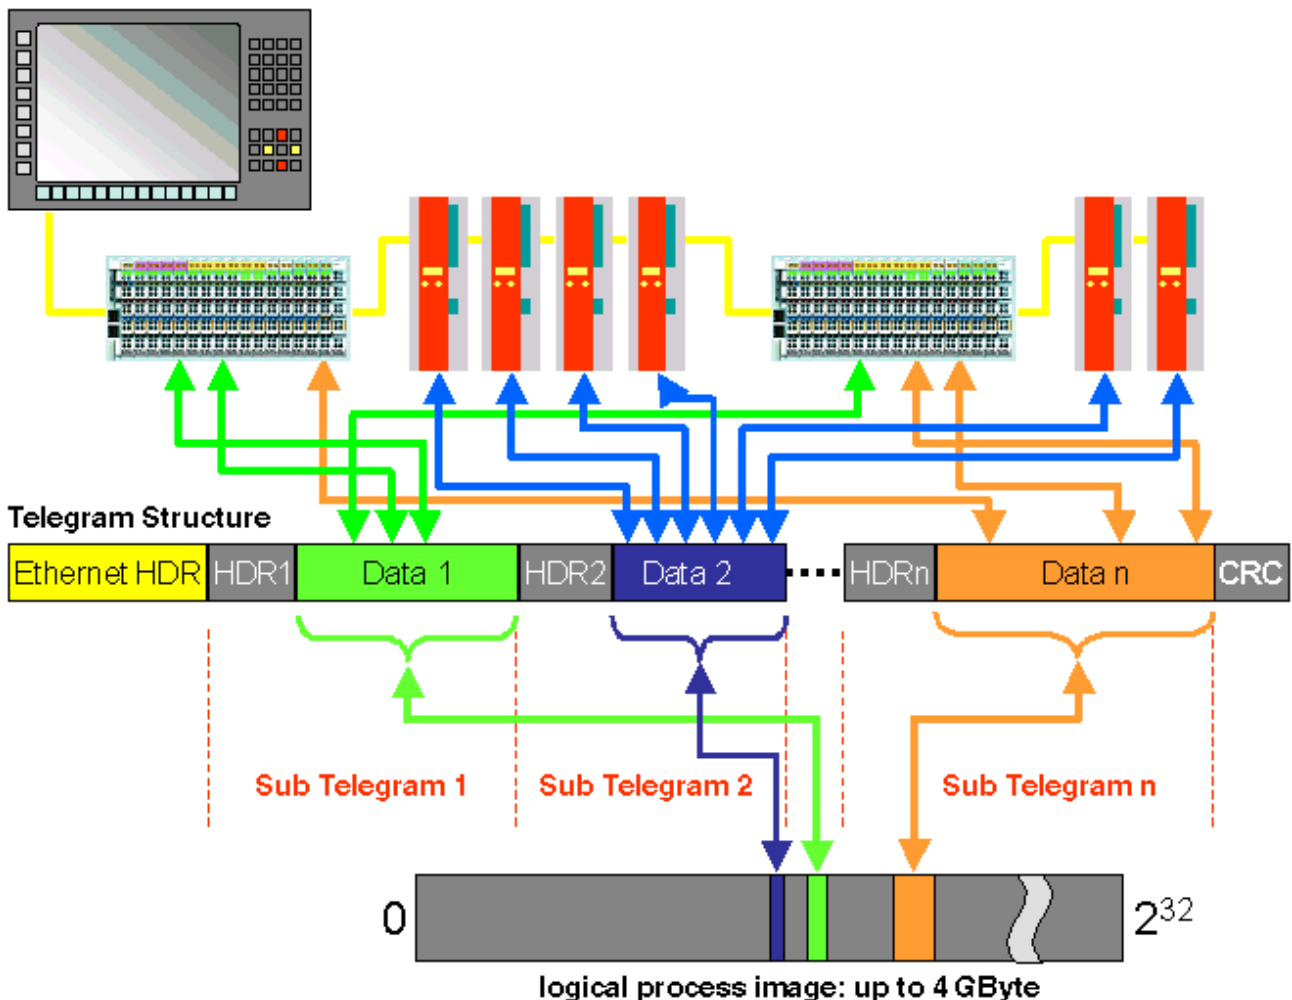 Telegram Structure
Ethernet HDR HDR1 Data 1 HDR2 Data 2 HDRn Data n CRC
Sub Telegram 1 Sub Telegram 2 Sub Telegram n
0 2³²
logical process image: up to 4 GByte